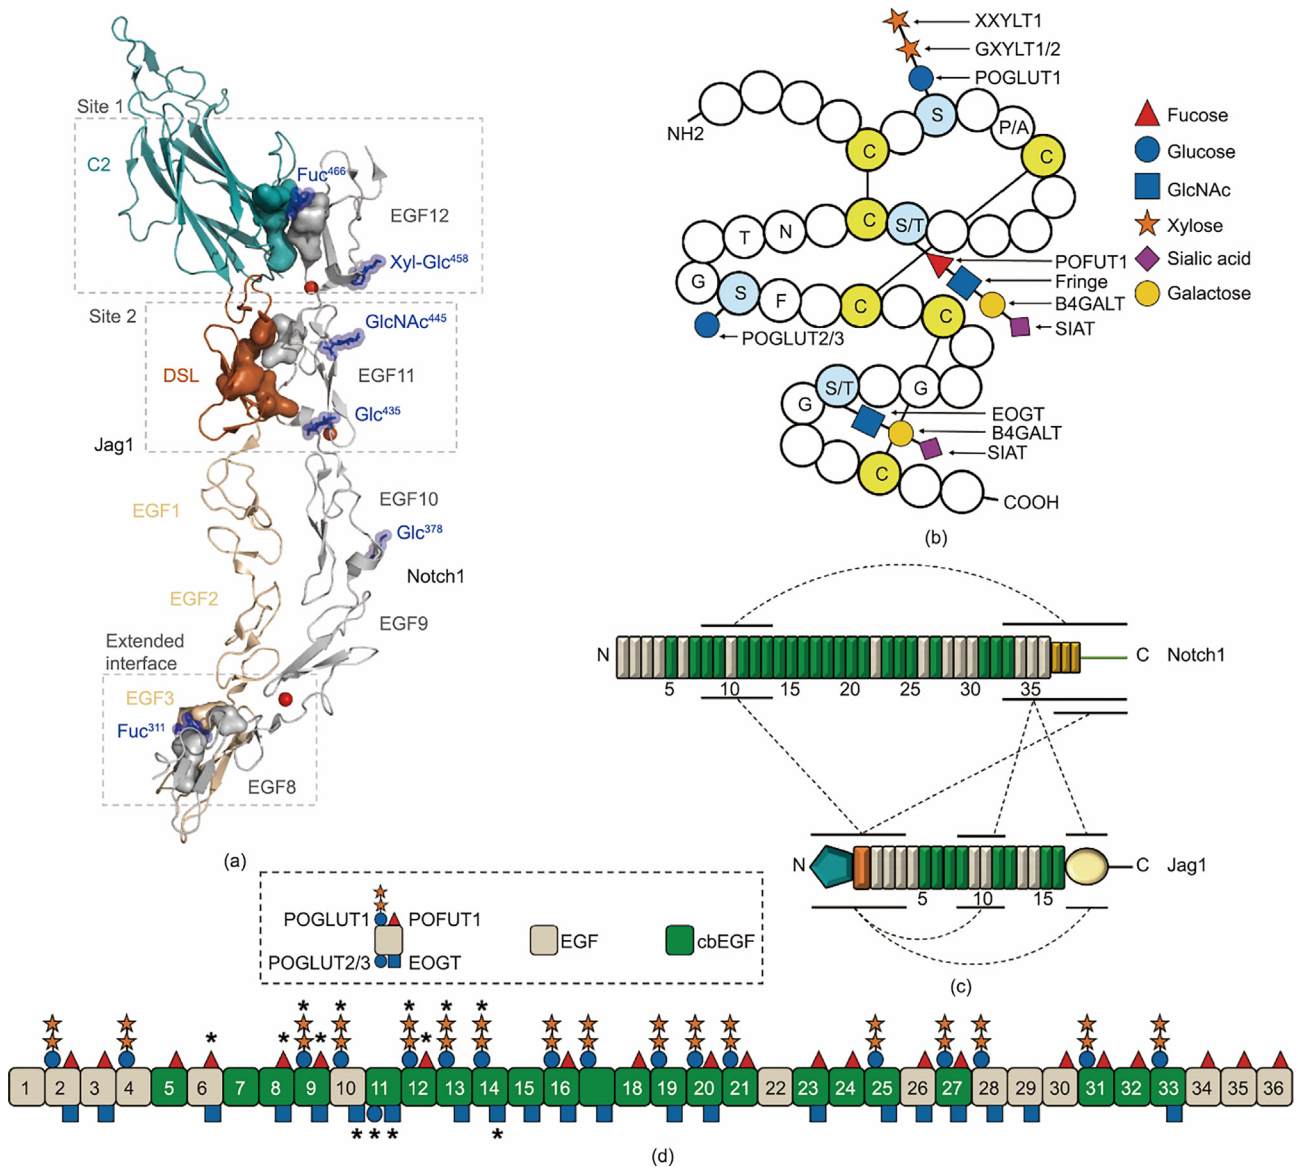 Site 1
C2
Fuc466
EGF12
Xyl-Glc458
Site 2
GlcNAc445
DSL
EGF11
Glc435
Jag1
EGF10
EGF1
Glc378
Notch1
EGF2
EGF9
Extended
interface
EGF3
Fuc311
EGF8
(a)
XXYLT1
GXYLT1/2
POGLUT1
NH2
S
P/A
C
C
Fucose
Glucose
GlcNAc
Xylose
Sialic acid
Galactose
T
N
C
S/T
G
S
F
C
C
POFUT1
Fringe
B4GALT
SIAT
POGLUT2/3
S/T
G
G
EOGT
B4GALT
SIAT
C
COOH
(b)
N
C
Notch1
5 10 15 20 25 30 35
N
C
Jag1
5 10 15
(c)
POGLUT1 POFUT1
EGF
cbEGF
POGLUT2/3 EOGT
* * * * * * * *
*
1 2 3 4 5 6 7 8 9 10 11 12 13 14 15 16 18 19 20 21 22 23 24 25 26 27 28 29 30 31 32 33 34 35 36
* * * *
(d)